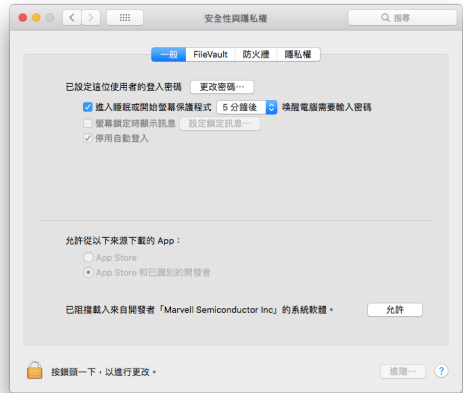 安全性與隱私權
搜尋
一般 FileVault 防火牆 隱私權
已設定這位使用者的登入密碼 更改密碼⋯
進入睡眠或開始螢幕保護程式 5 分鐘後 喚醒電腦需要輸入密碼
螢幕鎖定時顯示訊息 設定鎖定訊息⋯
停用自動登入
允許從以下來源下載的 App：
App Store
App Store 和已識別的開發者
已阻擋載入來自開發者「Marvell Semiconductor Inc」的系統軟體。 允許
按鎖頭一下，以進行更改。
進階⋯ ?